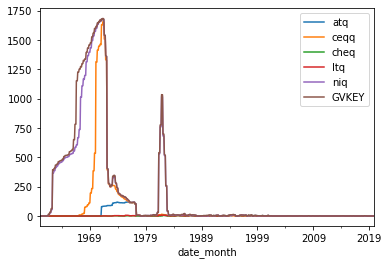 1750
1500
1250
1000
750
500
250
0
atq
ceqq
cheq
ltq
niq
GVKEY
1969 1979 1989 1999 2009 2019
date_month